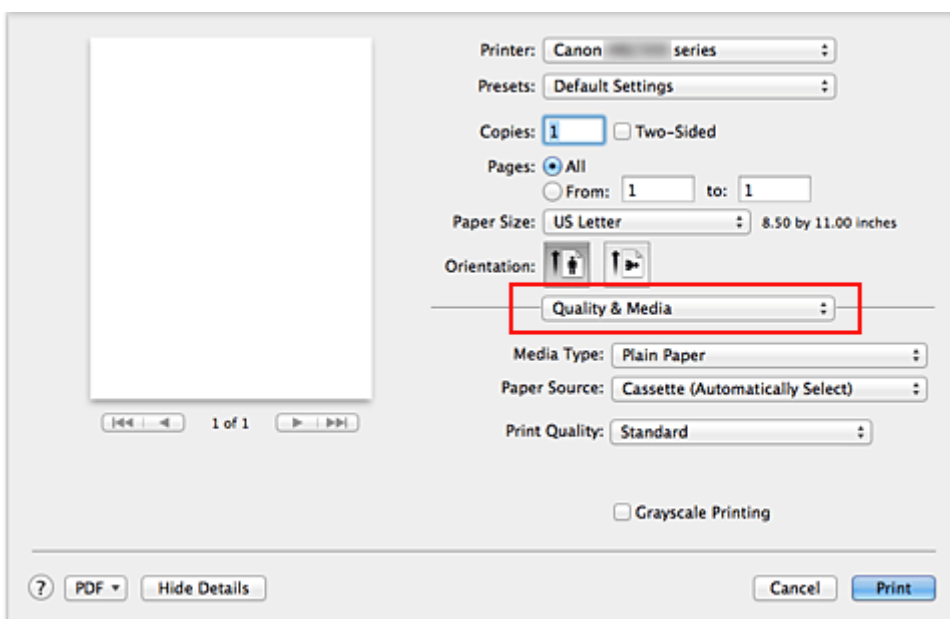 Printer: Canon series
Presets: Default Settings
Copies: 1 Two-Sided
Pages: All
From: 1 to: 1
Paper Size: US Letter 8.50 by 11.00 inches
Orientation:
Quality & Media
Media Type: Plain Paper
Paper Source: Cassette (Automatically Select)
1 of 1
Print Quality: Standard
Grayscale Printing
? PDF Hide Details Cancel Print